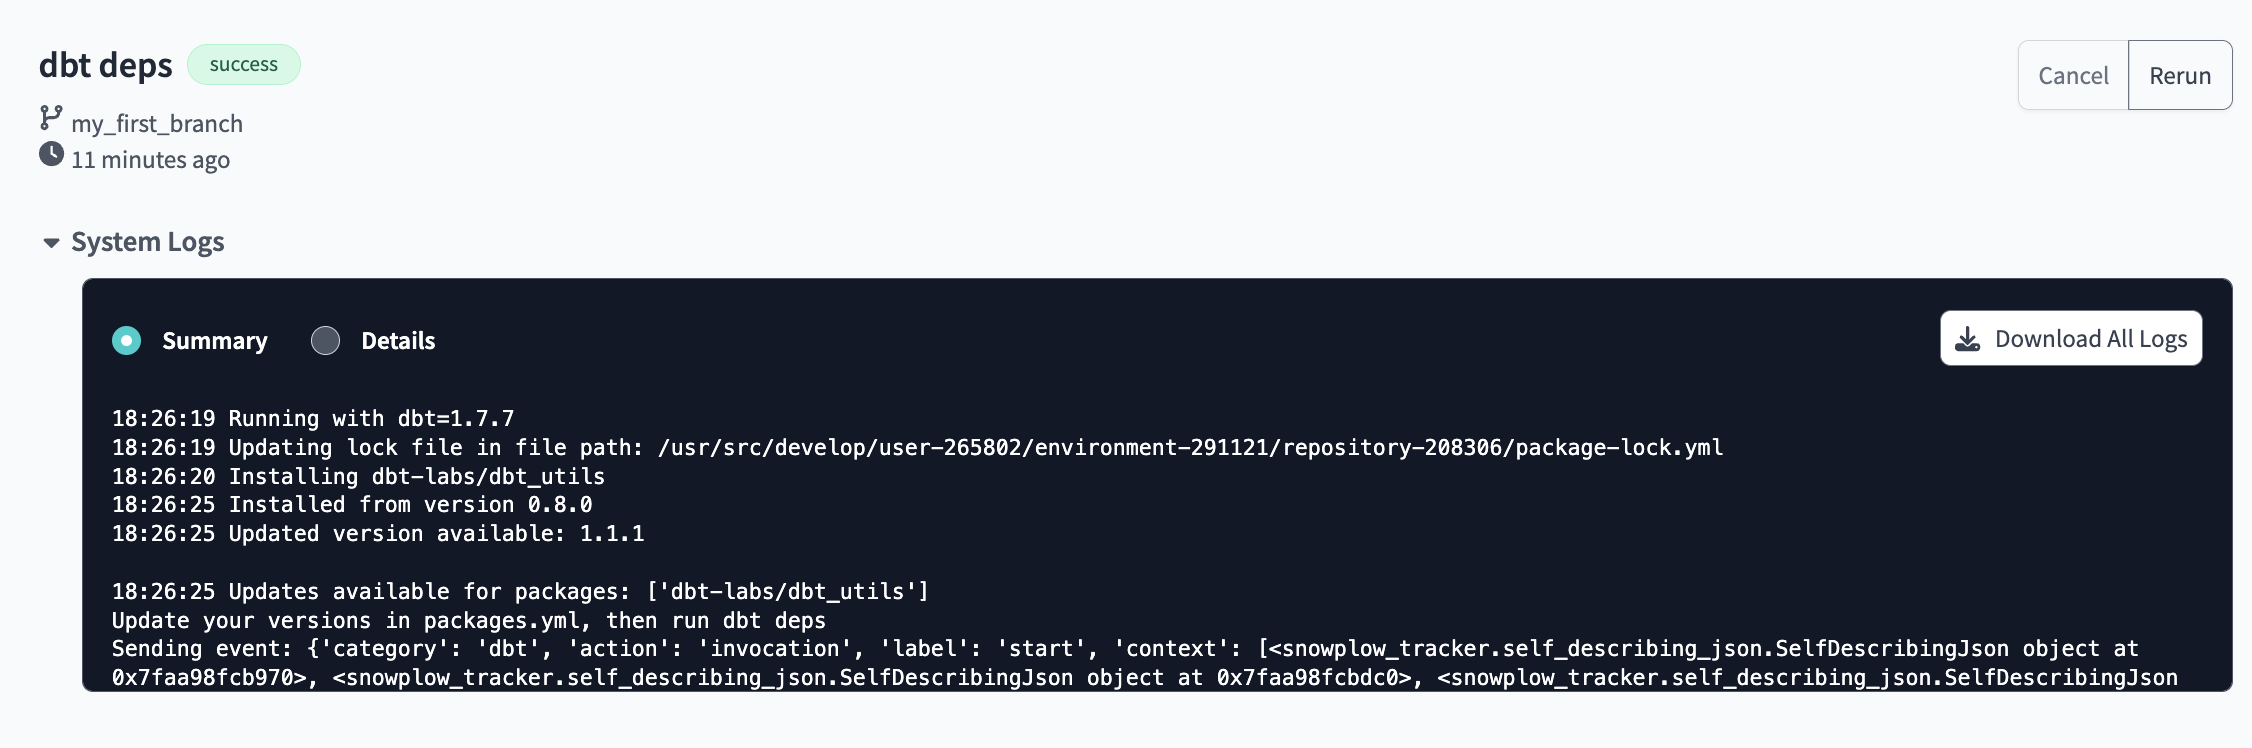 dbt deps success
Cancel Rerun
my_first_branch
11 minutes ago
System Logs
Summary Details
Download All Logs
18:26:19 Running with dbt=1.7.7
18:26:19 Updating lock file in file path: /usr/src/develop/user-265802/environment-291121/repository-208306/package-lock.yml
18:26:20 Installing dbt-labs/dbt_utils
18:26:25 Installed from version 0.8.0
18:26:25 Updated version available: 1.1.1
18:26:25 Updates available for packages: ['dbt-labs/dbt_utils']
Update your versions in packages.yml, then run dbt deps
Sending event: {'category': 'dbt', 'action': 'invocation', 'label': 'start', 'context': [<snowplow_tracker.self_describing_json.SelfDescribingJson object at
0x7faa98fcb970>, <snowplow_tracker.self_describing_json.SelfDescribingJson object at 0x7faa98fcbdc0>, <snowplow_tracker.self_describing_json.SelfDescribingJson